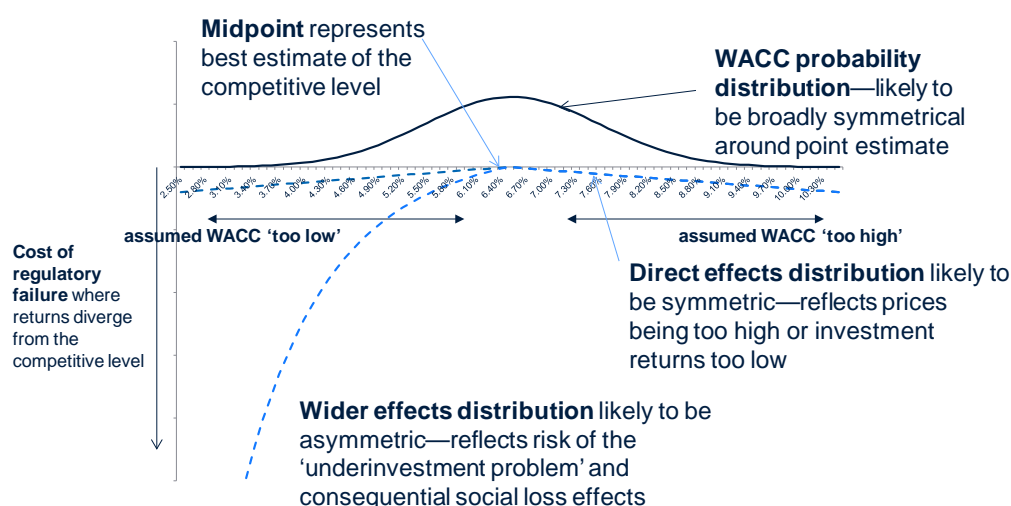 Midpoint represents
best estimate of the
competitive level
WACC probability
distribution—likely to
be broadly symmetrical
around point estimate
2.50% 2.80% 3.10% 3.40% 3.70% 4.00% 4.30% 4.60% 4.90% 5.20% 5.50% 5.80% 6.10% 6.40% 6.70% 7.00% 7.30% 7.60% 7.90% 8.20% 8.50% 8.80% 9.10% 9.40% 9.70% 10.00% 10.30%
assumed WACC ‘too low’
assumed WACC ‘too high’
Cost of
regulatory
failure where
returns diverge
from the
competitive level
Direct effects distribution likely to
be symmetric—reflects prices
being too high or investment
returns too low
Wider effects distribution likely to be
asymmetric—reflects risk of the
‘underinvestment problem’ and
consequential social loss effects